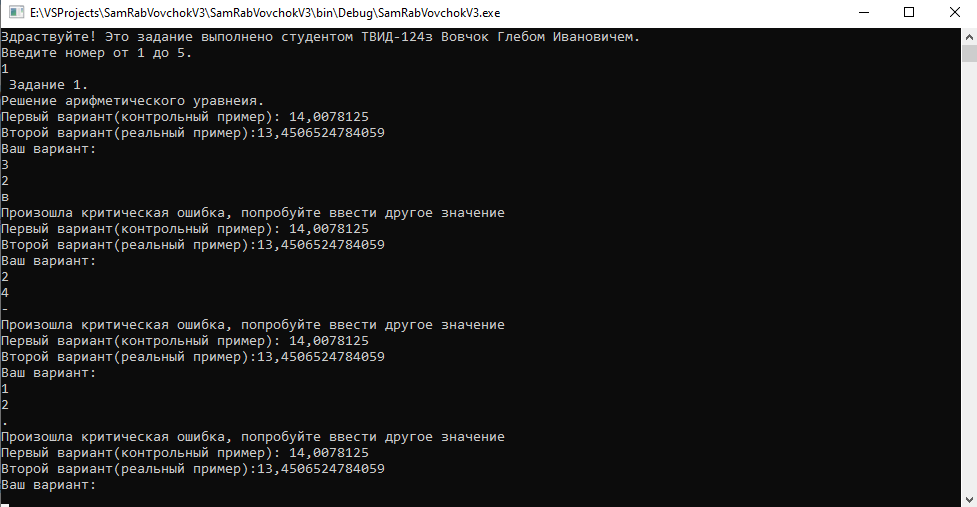 E:\VSProjects\SamRabVovchokV3\SamRabVovchokV3\bin\Debug\SamRabVovchokV3.exe
Здраствуйте! Это задание выполнено студентом ТВИД-124з Вовчок Глебом Ивановичем.
Введите номер от 1 до 5.
1
Задание 1.
Решение арифметического уравнеия.
Первый вариант(контрольный пример): 14,0078125
Второй вариант(реальный пример):13,4506524784059
Ваш вариант:
3
2
в
Произошла критическая ошибка, попробуйте ввести другое значение
Первый вариант(контрольный пример): 14,0078125
Второй вариант(реальный пример):13,4506524784059
Ваш вариант:
2
4
-
Произошла критическая ошибка, попробуйте ввести другое значение
Первый вариант(контрольный пример): 14,0078125
Второй вариант(реальный пример):13,4506524784059
Ваш вариант:
1
2
.
Произошла критическая ошибка, попробуйте ввести другое значение
Первый вариант(контрольный пример): 14,0078125
Второй вариант(реальный пример):13,4506524784059
Ваш вариант: